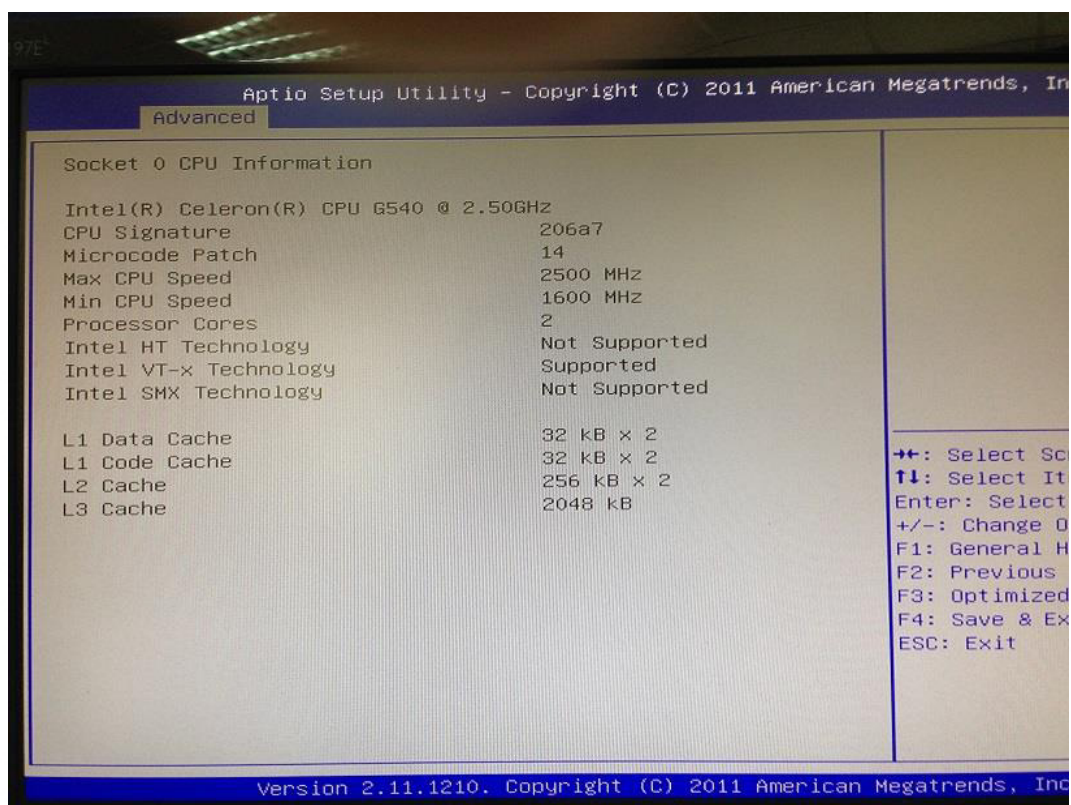 97E
Aptio Setup Utility - Copyright (C) 2011 American Megatrends, In
Advanced
Socket 0 CPU Information
Intel(R) Celeron(R) CPU G540 @ 2.50GHz
CPU Signature 206a7
Microcode Patch 14
Max CPU Speed 2500 MHz
Min CPU Speed 1600 MHz
Processor Cores 2
Intel HT Technology Not Supported
Intel VT-x Technology Supported
Intel SMX Technology Not Supported
L1 Data Cache 32 kB x 2
L1 Code Cache 32 kB x 2
L2 Cache 256 kB x 2
L3 Cache 2048 kB
→←: Select Sc
↑↓: Select It
Enter: Select
+/-: Change O
F1: General H
F2: Previous
F3: Optimized
F4: Save & Ex
ESC: Exit
Version 2.11.1210. Copyright (C) 2011 American Megatrends, Inc